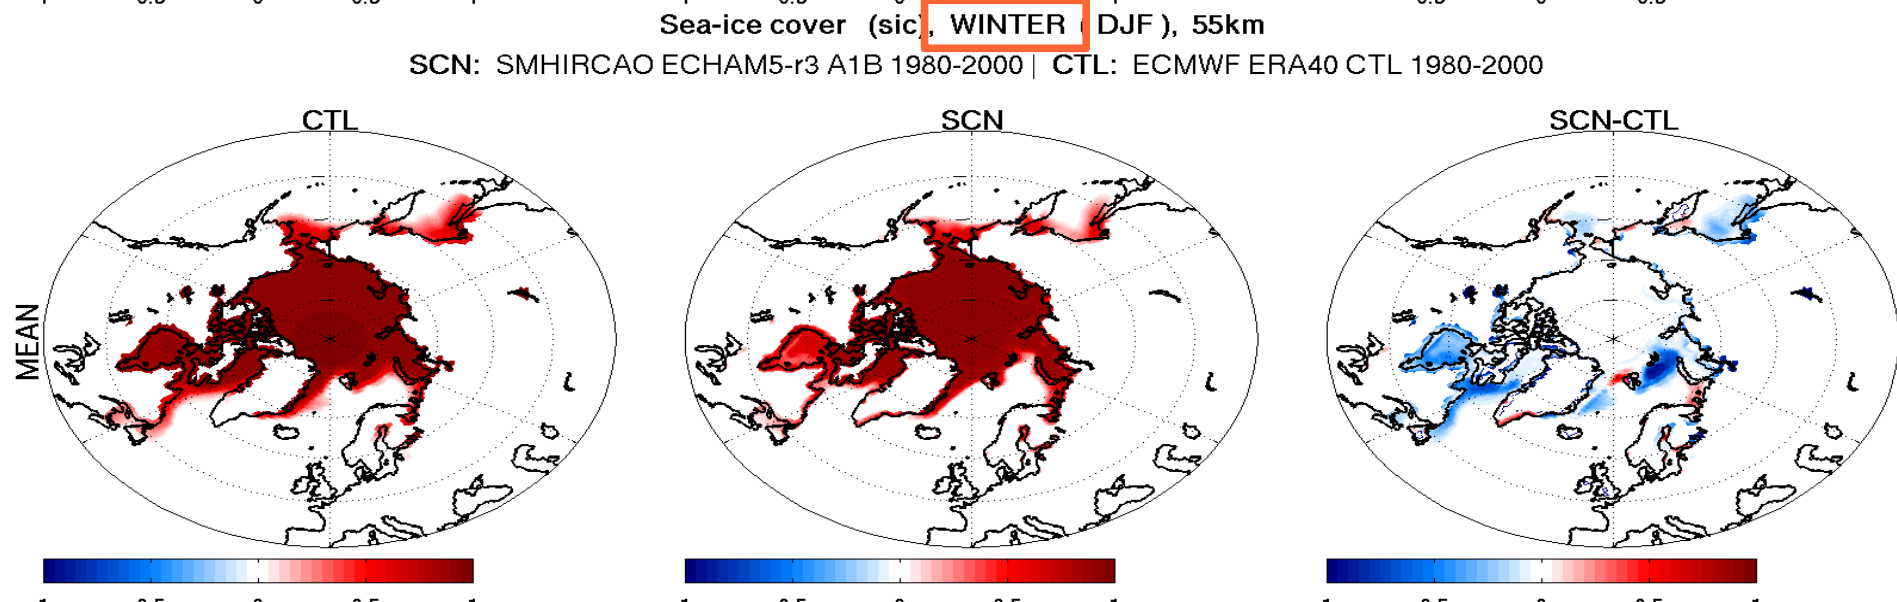 Sea-ice cover (sic), WINTER ( DJF ), 55km
SCN: SMHIRCAO ECHAM5-r3 A1B 1980-2000 | CTL: ECMWF ERA40 CTL 1980-2000
CTL SCN SCN-CTL
MEAN